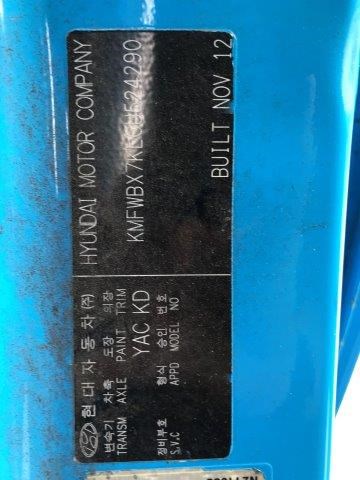 현대자동차(주) HYUNDAI MOTOR COMPANY
변속기 차축 도장 의장
TRANSM AXLE PAINT TRIM
YAC KD
형식 승인 번호
APPD MODEL NO
정비부호
S.V.C BUILT NOV 12